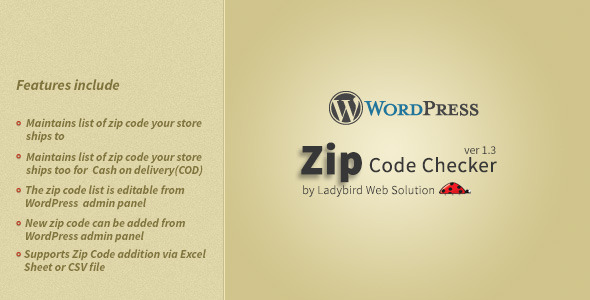 Features include
Maintains list of zip code your store
ships to
Maintains list of zip code your store
ships too for Cash on delivery(COD)
The zip code list is editable from
WordPress admin panel
New zip code can be added from
WordPress admin panel
Supports Zip Code addition via Excel
Sheet or CSV file
WORDPRESS
ver 1.3
Zip Code Checker
by Ladybird Web Solution